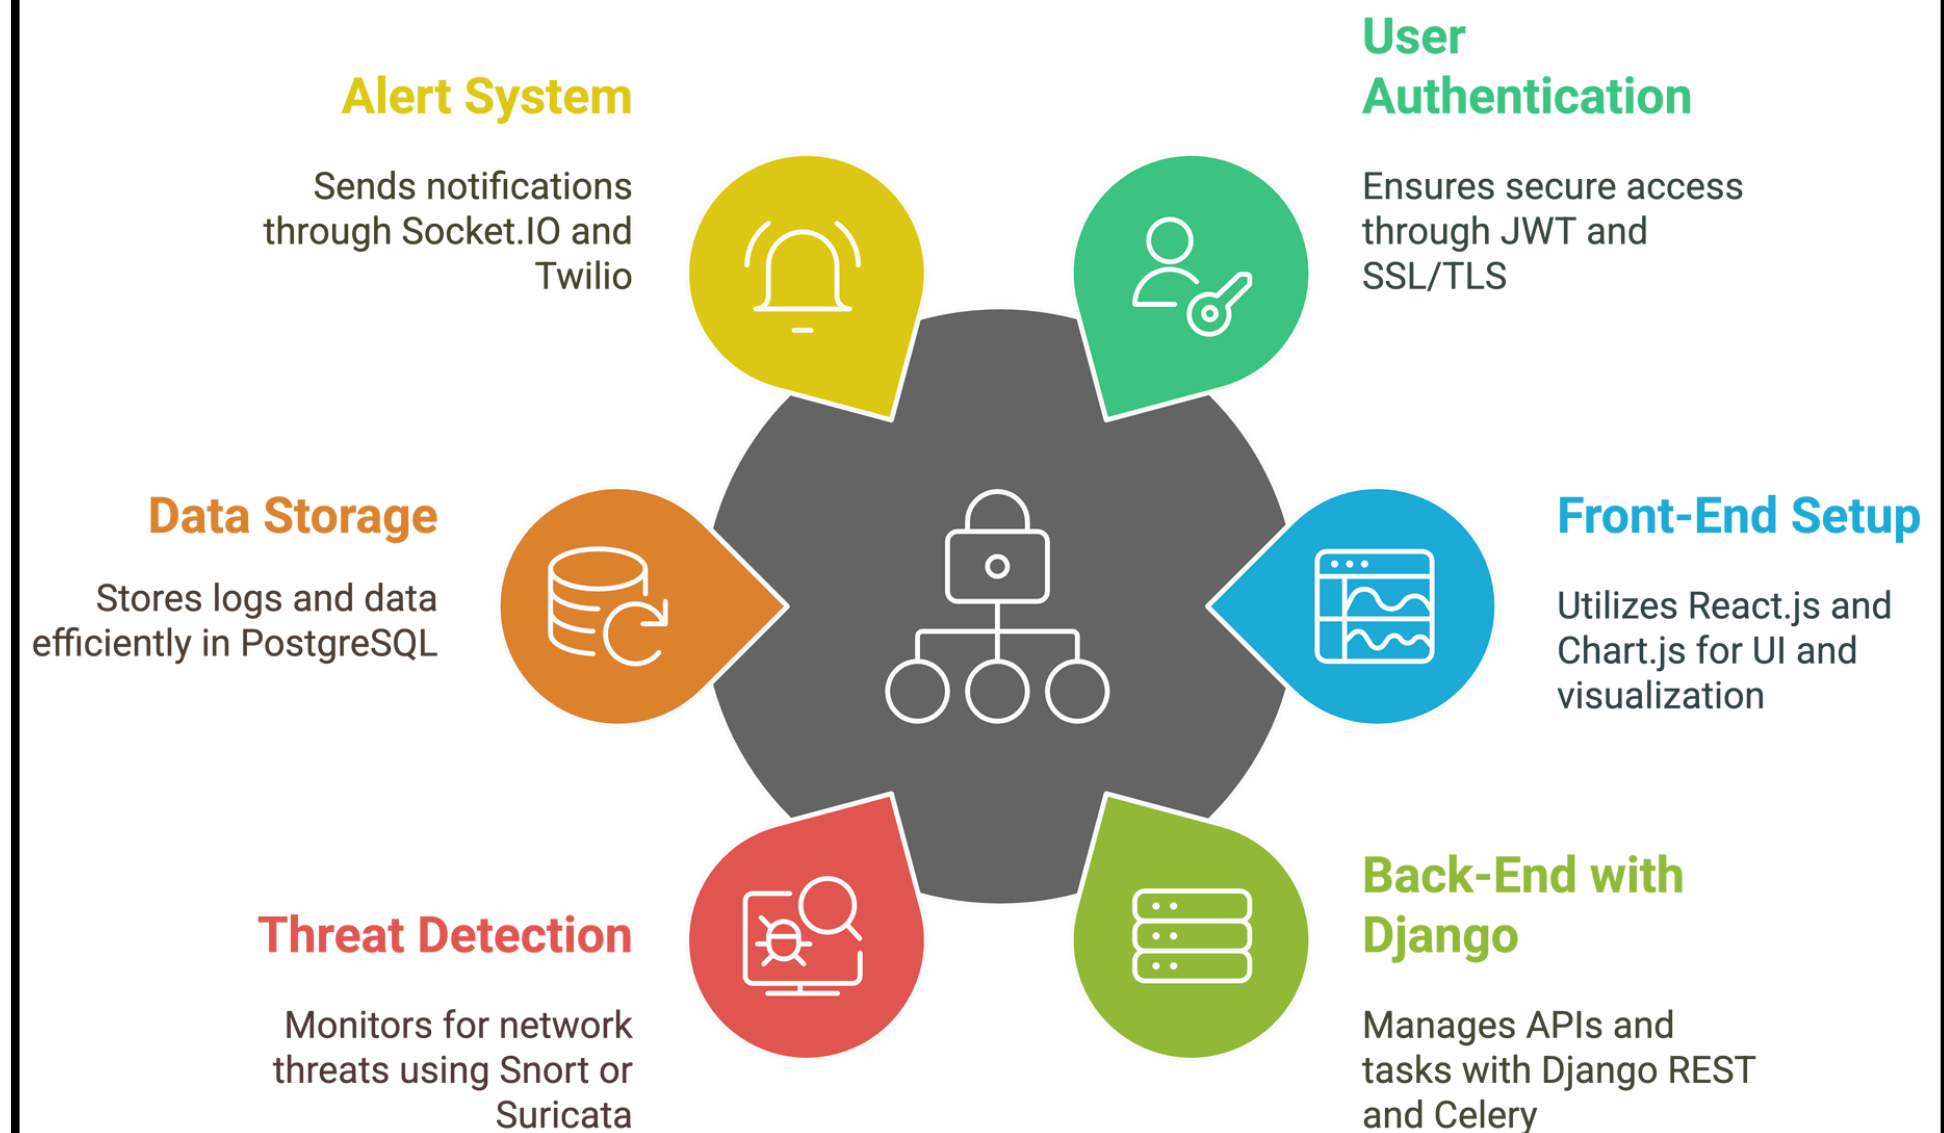 User
Authentication
Ensures secure access
through JWT and
SSL/TLS
Front-End Setup
Utilizes React.js and
Chart.js for UI and
visualization
Back-End with
Django
Manages APIs and
tasks with Django REST
and Celery
Threat Detection
Monitors for network
threats using Snort or
Suricata
Data Storage
Stores logs and data
efficiently in PostgreSQL
Alert System
Sends notifications
through Socket.IO and
Twilio